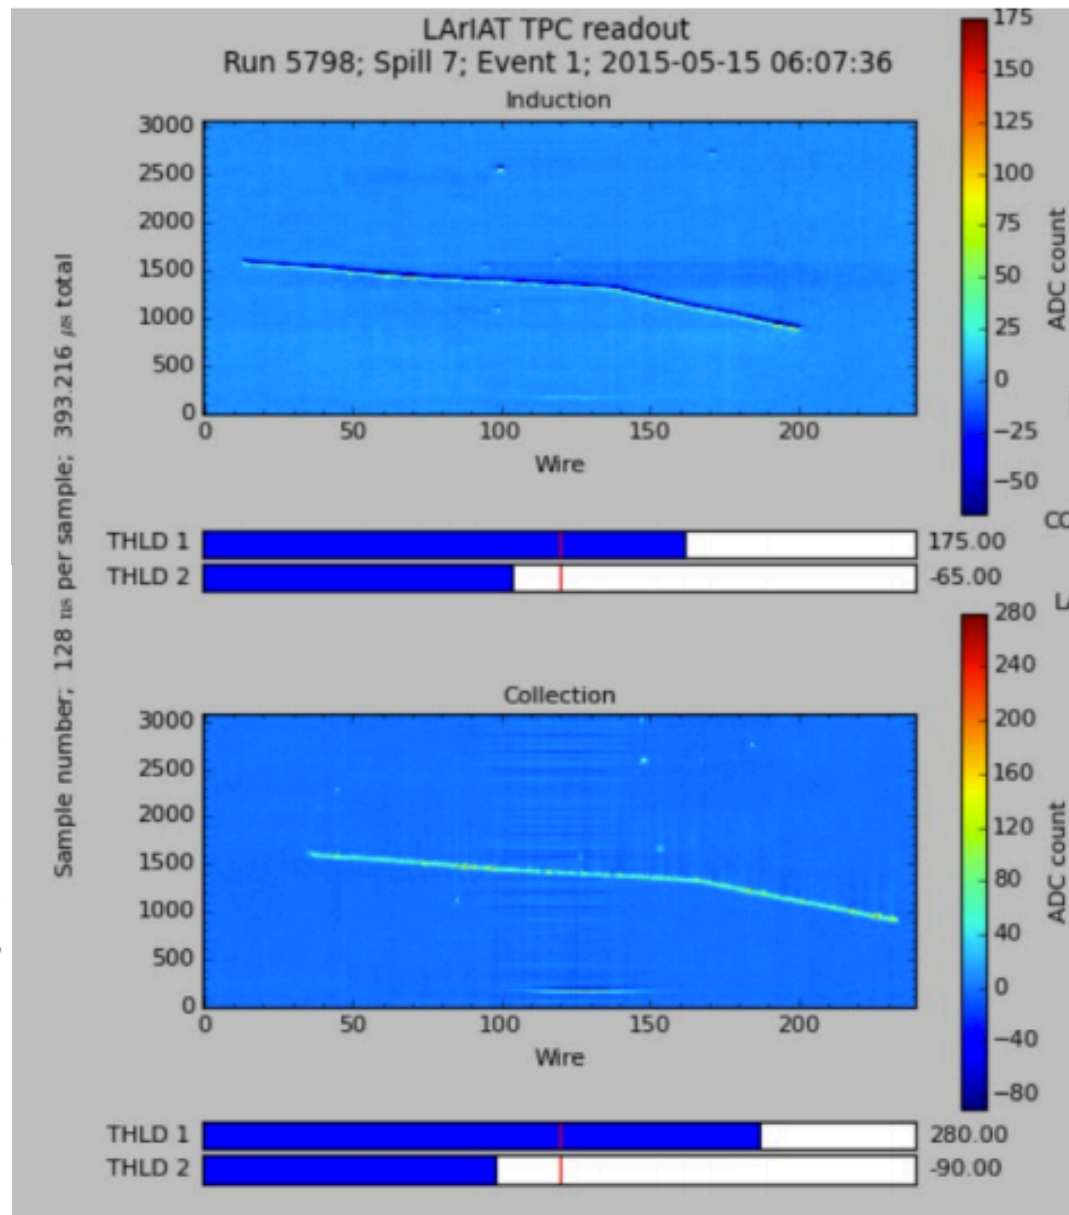 LArIAT TPC readout
Run 5798; Spill 7; Event 1; 2015-05-15 06:07:36
Induction
3000
2500
2000
1500
1000
500
0
0 50 100 150 200
Wire
175
150
125
100
75
50
25
0
−25
−50
ADC count
Sample number; 128 ns per sample; 393.216 μs total
THLD 1 175.00
THLD 2 -65.00
Collection
3000
2500
2000
1500
1000
500
0
0 50 100 150 200
Wire
280
240
200
160
120
80
40
0
−40
−80
ADC count
THLD 1 280.00
THLD 2 -90.00